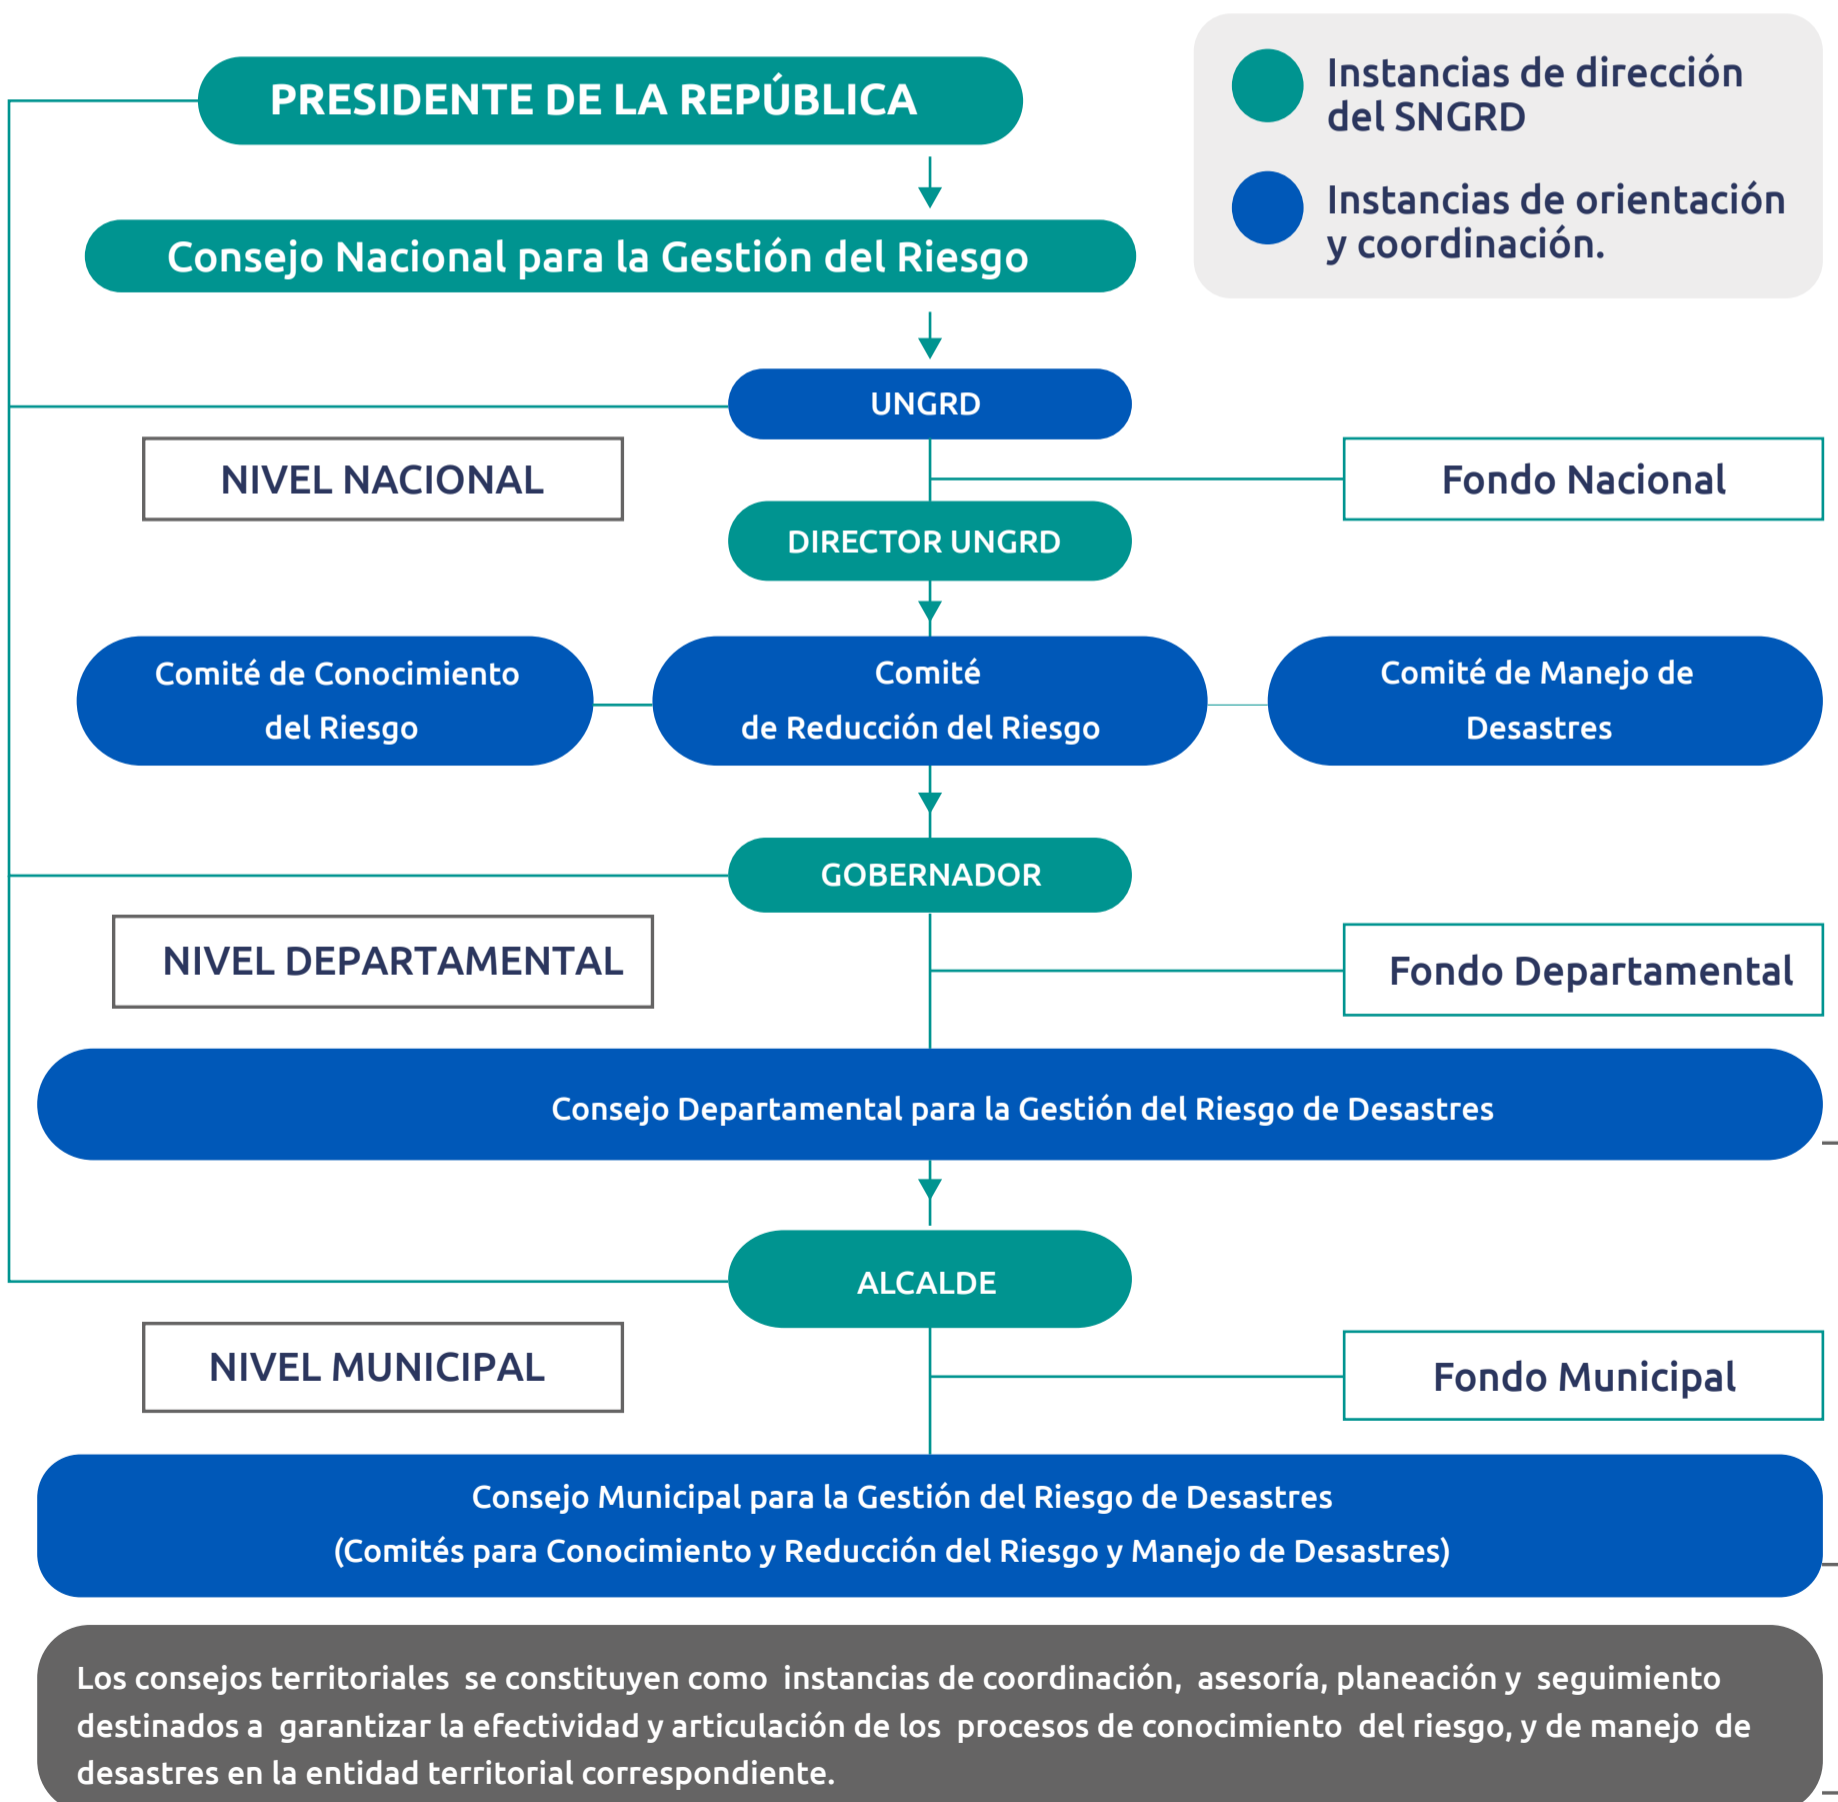 PRESIDENTE DE LA REPÚBLICA
Instancias de dirección
del SNGRD
Instancias de orientación
y coordinación.
Consejo Nacional para la Gestión del Riesgo
UNGRD
NIVEL NACIONAL
Fondo Nacional
DIRECTOR UNGRD
Comité de Conocimiento
del Riesgo
Comité
de Reducción del Riesgo
Comité de Manejo de
Desastres
GOBERNADOR
NIVEL DEPARTAMENTAL
Fondo Departamental
Consejo Departamental para la Gestión del Riesgo de Desastres
ALCALDE
NIVEL MUNICIPAL
Fondo Municipal
Consejo Municipal para la Gestión del Riesgo de Desastres
(Comités para Conocimiento y Reducción del Riesgo y Manejo de Desastres)
Los consejos territoriales se constituyen como instancias de coordinación, asesoría, planeación y seguimiento
destinados a garantizar la efectividad y articulación de los procesos de conocimiento del riesgo, y de manejo de
desastres en la entidad territorial correspondiente.